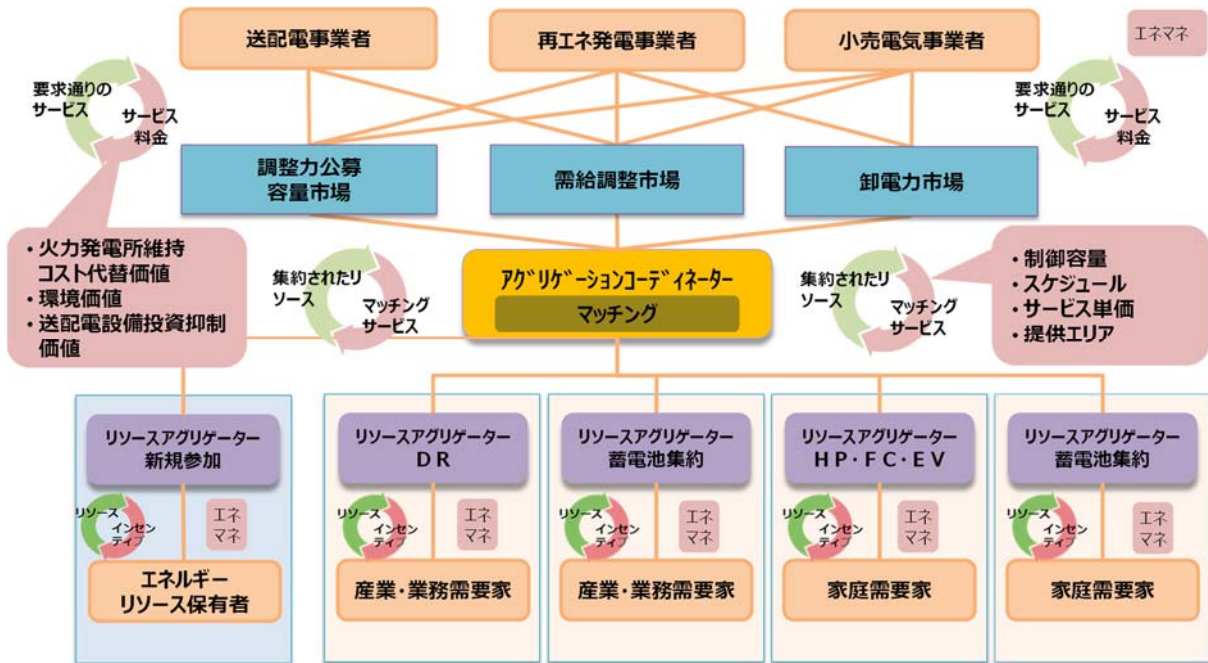 送配電事業者
再エネ発電事業者
小売電気事業者
エネマネ
要求通りの
サービス
サービス
料金
要求通りの
サービス
サービス
料金
調整力公募
容量市場
需給調整市場
卸電力市場
・火力発電所維持
コスト代替価値
・環境価値
・送配電設備投資抑制
価値
集約されたリ
ソース
マッチング
サービス
アグリゲーションコーディネーター
マッチング
集約されたリ
ソース
マッチング
サービス
・制御容量
・スケジュール
・サービス単価
・提供エリア
リソースアグリゲーター
新規参加
リソースアグリゲーター
DR
リソースアグリゲーター
蓄電池集約
リソースアグリゲーター
HP・FC・EV
リソースアグリゲーター
蓄電池集約
リソース
インセン
ティブ
エネ
マネ
リソース
インセン
ティブ
エネ
マネ
リソース
インセン
ティブ
エネ
マネ
リソース
インセン
ティブ
エネ
マネ
リソース
インセン
ティブ
エネ
マネ
エネルギー
リソース保有者
産業・業務需要家
産業・業務需要家
家庭需要家
家庭需要家